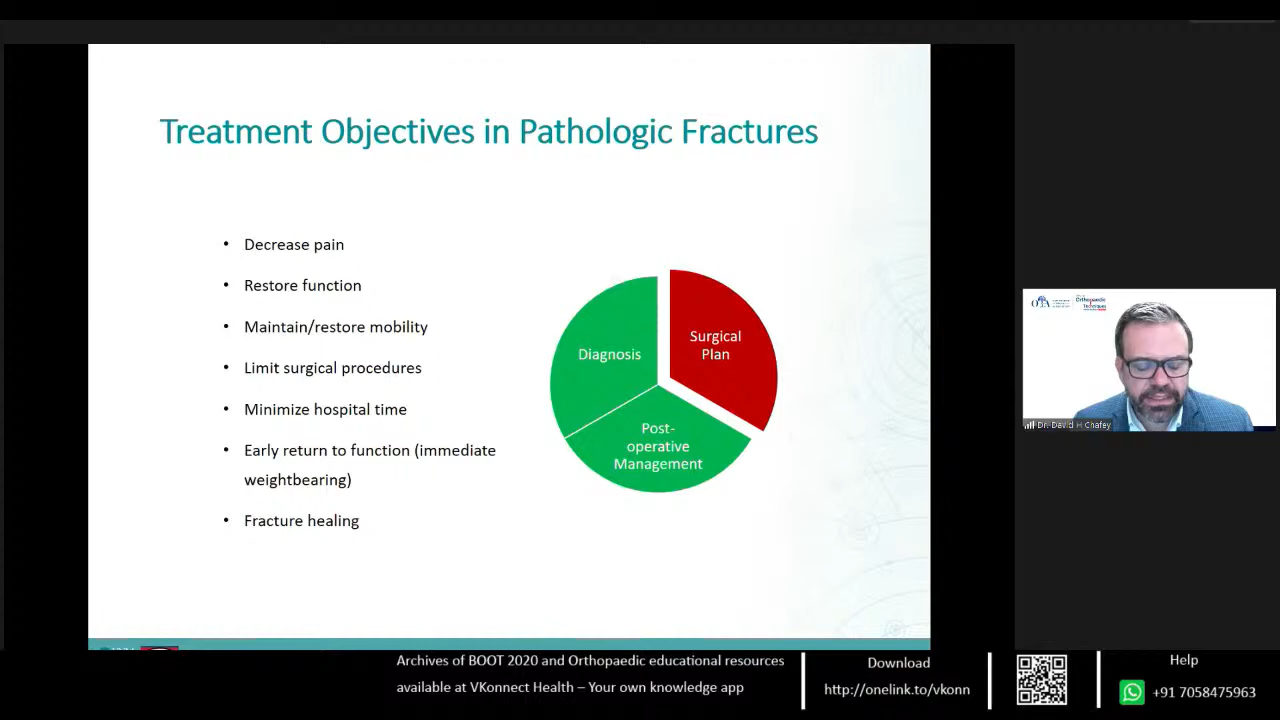 Treatment Objectives in Pathologic Fractures
• Decrease pain
• Restore function
• Maintain/restore mobility
• Limit surgical procedures
• Minimize hospital time
• Early return to function (immediate
weightbearing)
• Fracture healing
Diagnosis
Surgical
Plan
Post-
operative
Management
Orthopaedic
Techniques
Dr. David H Chafey
Archives of BOOT 2020 and Orthopaedic educational resources
available at VKonnect Health – Your own knowledge app
Download
http://onelink.to/vkonn
Help
+91 7058475963